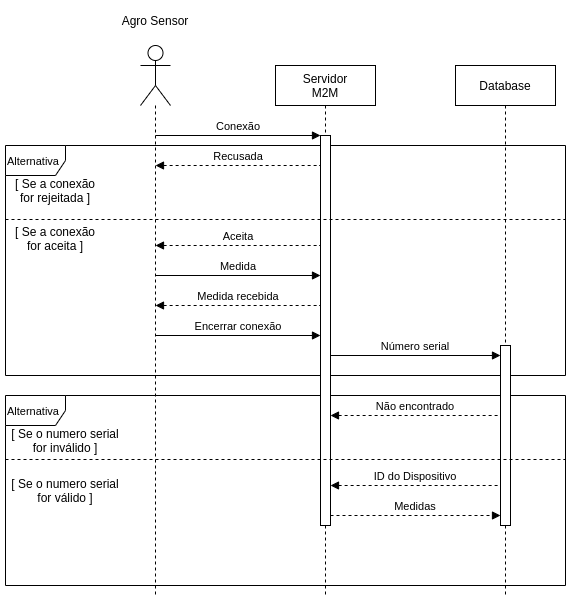 Agro Sensor
Servidor
M2M
Database
Conexão
Alternativa
Recusada
[ Se a conexão
for rejeitada ]
[ Se a conexão
for aceita ]
Aceita
Medida
Medida recebida
Encerrar conexão
Número serial
Alternativa
Não encontrado
[ Se o numero serial
for inválido ]
[ Se o numero serial
for válido ]
ID do Dispositivo
Medidas